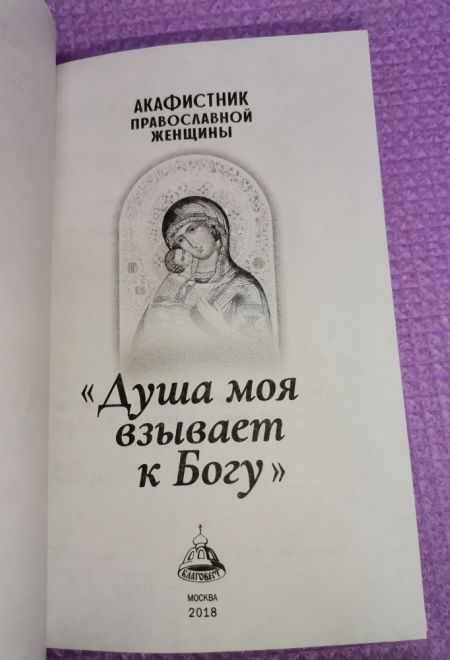 АКАФИСТНИК
ПРАВОСЛАВНОЙ
ЖЕНЩИНЫ
«Душа моя
взывает
к Богу»
БЛАГОВЕСТ
МОСКВА
2018